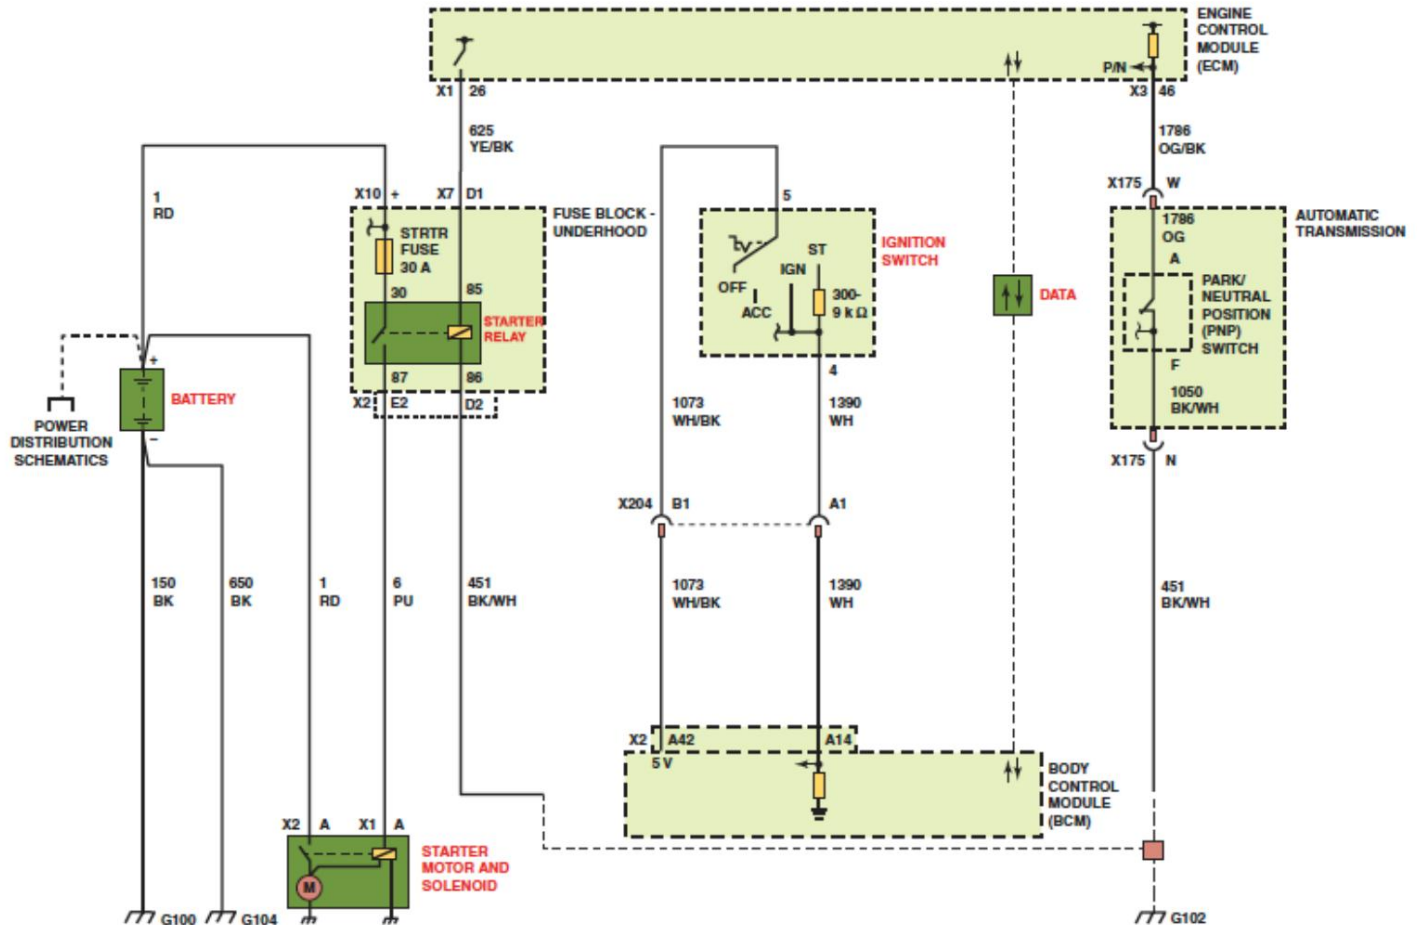 ENGINE
CONTROL
MODULE
(ECM)
P/N
X1 26
X3 46
625
YE/BK
1786
OG/BK
1
RD
X10 +
X7 D1
X175 W
5
FUSE BLOCK -
UNDERHOOD
STRTR
FUSE
30 A
IGNITION
SWITCH
ST
IGN
OFF
ACC
300-
9 k Ω
1786
OG
A
AUTOMATIC
TRANSMISSION
PARK/
NEUTRAL
POSITION
(PNP)
SWITCH
DATA
30
85
STARTER
RELAY
87
86
X2 E2
D2
+
BATTERY
−
POWER
DISTRIBUTION
SCHEMATICS
4
F
1050
BK/WH
1073
WH/BK
1390
WH
X175 N
X204 B1
A1
150
BK
650
BK
1
RD
6
PU
451
BK/WH
1073
WH/BK
1390
WH
451
BK/WH
X2 A42
A14
5 V
BODY
CONTROL
MODULE
(BCM)
X2 A
X1 A
STARTER
MOTOR AND
SOLENOID
M
G100
G104
G102